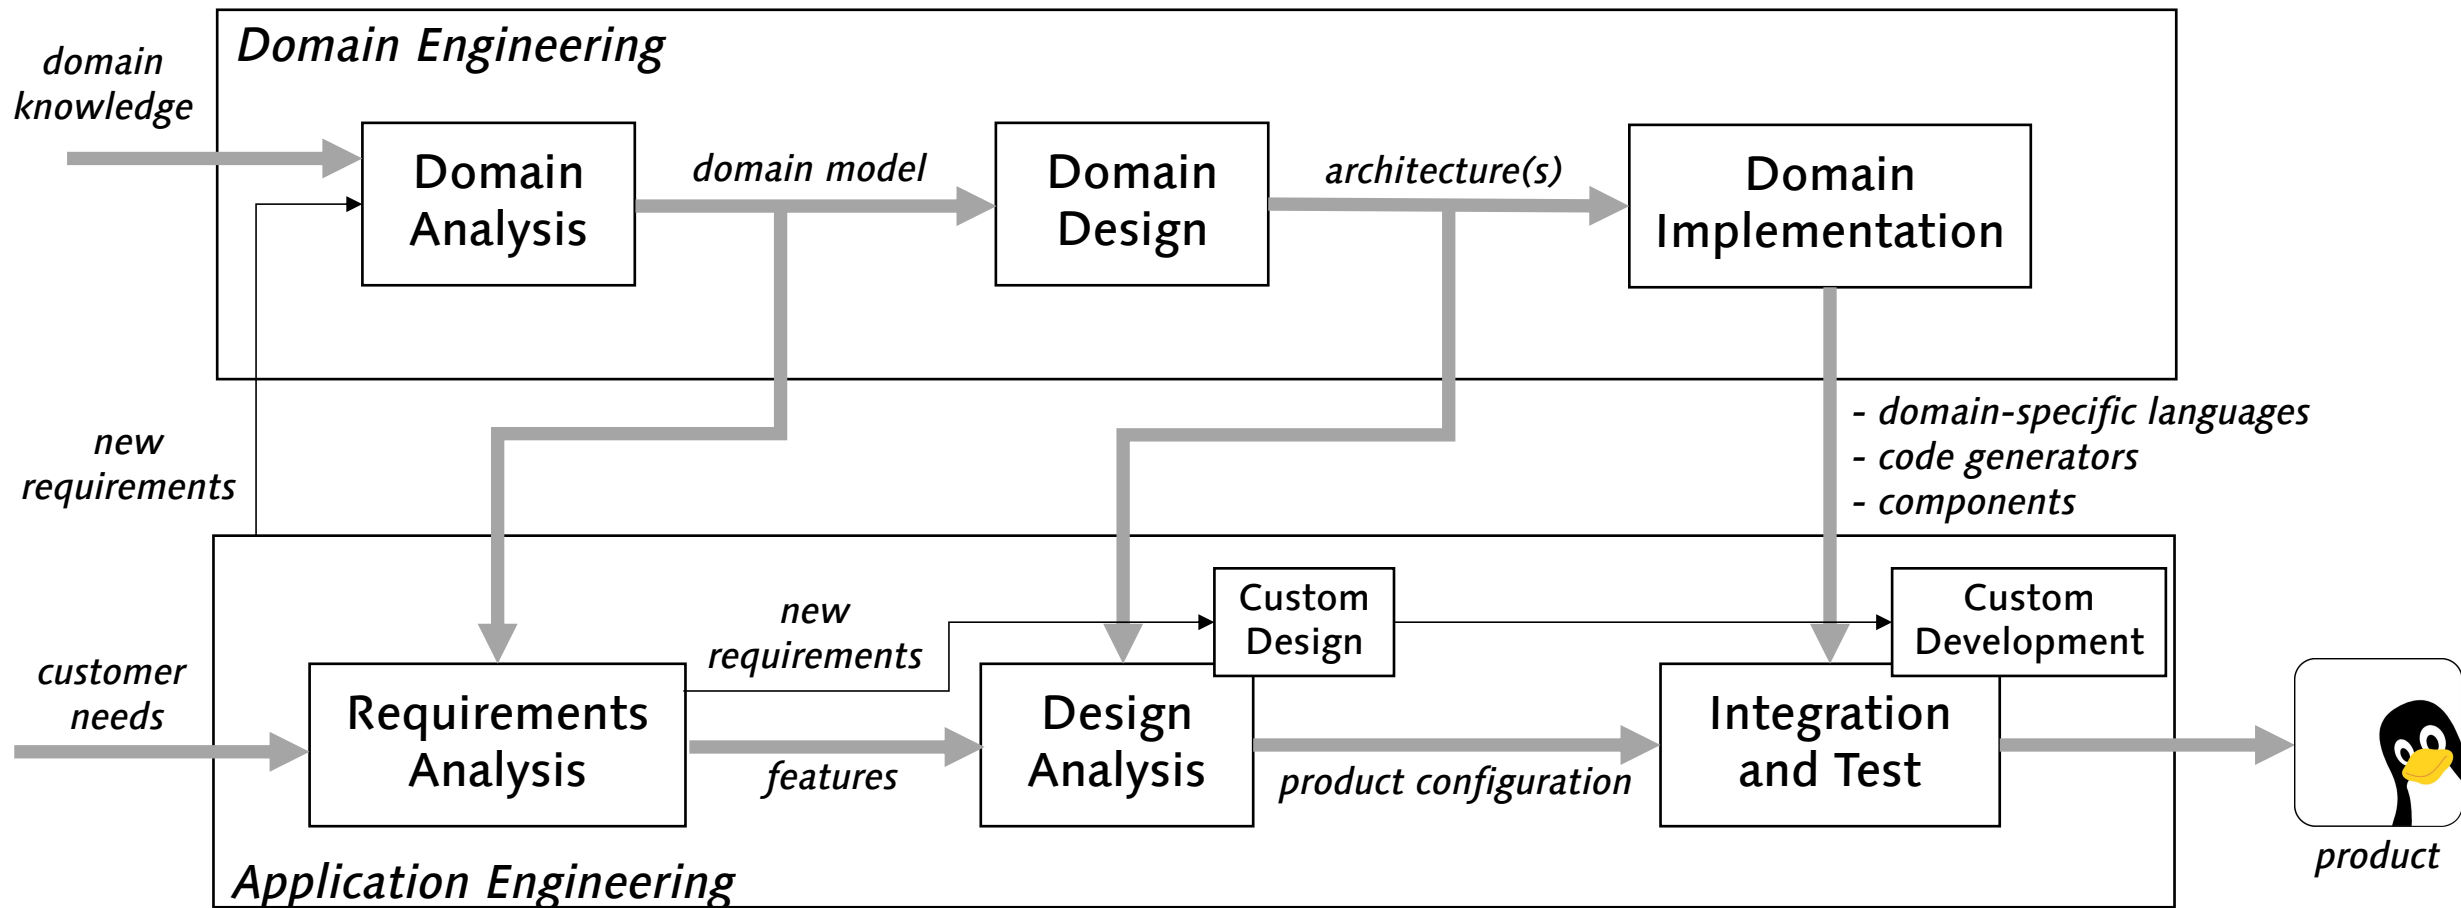 Domain Engineering
domain
knowledge
Domain
Analysis
domain model
Domain
Design
architecture(s)
Domain
Implementation
new
requirements
- domain-specific languages
- code generators
- components
customer
needs
Requirements
Analysis
new
requirements
features
Custom
Design
Design
Analysis
product configuration
Custom
Development
Integration
and Test
product
Application Engineering